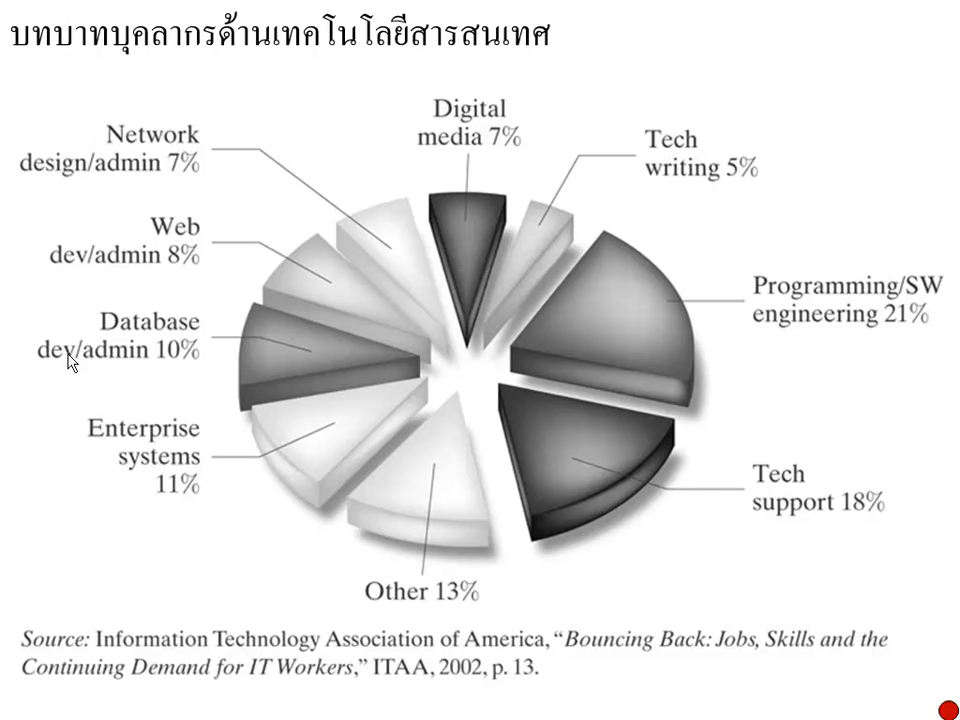 บทบาทบุคลากรด้านเทคโนโลยีสารสนเทศ
Digital
media 7%
Network
design/admin 7%
Tech
writing 5%
Web
dev/admin 8%
Programming/SW
engineering 21%
Database
dev/admin 10%
Enterprise
systems
11%
Tech
support 18%
Other 13%
Source: Information Technology Association of America, “Bouncing Back: Jobs, Skills and the
Continuing Demand for IT Workers,” ITAA, 2002, p. 13.